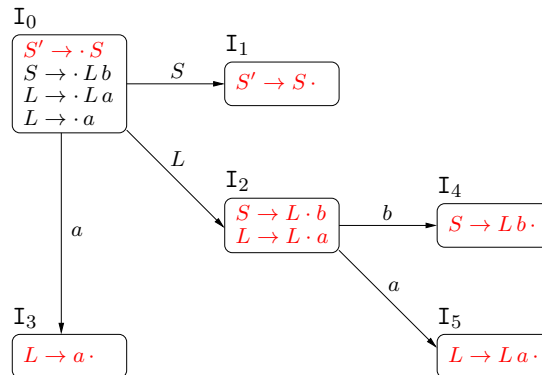 I₀
S′ → · S
S → · L b
L → · L a
L → · a
S
I₁
S′ → S ·
L
a
I₂
S → L · b
L → L · a
b
I₄
S → L b ·
a
I₃
L → a ·
I₅
L → L a ·